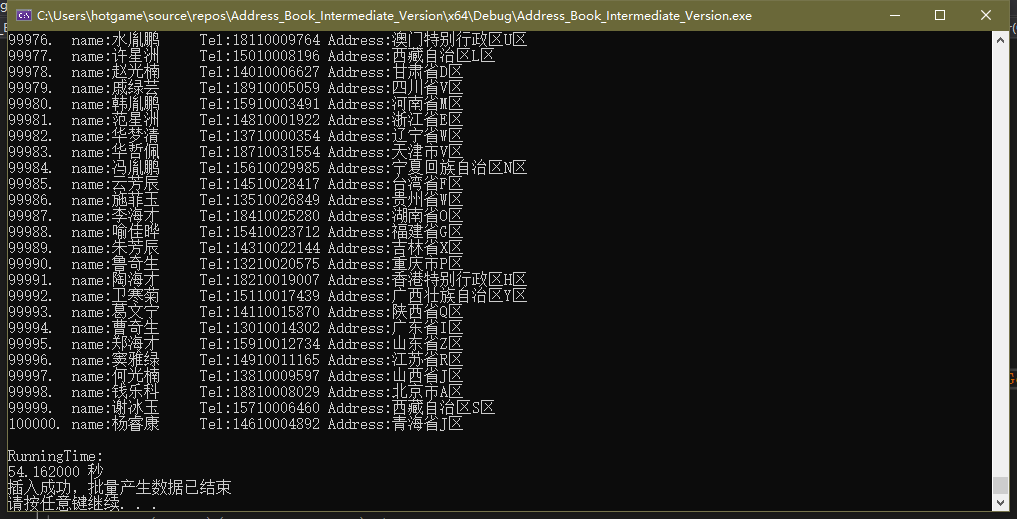 C:\Users\hotgame\source\repos\Address_Book_Intermediate_Version\x64\Debug\Address_Book_Intermediate_Version.exe
99976. name:水胤鹏 Tel:18110009764 Address:澳门特别行政区U区
99977. name:许星洲 Tel:15010008196 Address:西藏自治区L区
99978. name:赵光楠 Tel:14010006627 Address:甘肃省D区
99979. name:戚绿芸 Tel:18910005059 Address:四川省V区
99980. name:韩胤鹏 Tel:15910003491 Address:河南省M区
99981. name:范星洲 Tel:14810001922 Address:浙江省E区
99982. name:华梦清 Tel:13710000354 Address:辽宁省W区
99983. name:华哲佩 Tel:18710031554 Address:天津市V区
99984. name:冯胤鹏 Tel:15610029985 Address:宁夏回族自治区N区
99985. name:云芳辰 Tel:14510028417 Address:台湾省F区
99986. name:施菲玉 Tel:13510026849 Address:贵州省W区
99987. name:李海才 Tel:18410025280 Address:湖南省O区
99988. name:喻佳晔 Tel:15410023712 Address:福建省G区
99989. name:朱芳辰 Tel:14310022144 Address:吉林省X区
99990. name:鲁奇生 Tel:13210020575 Address:重庆市P区
99991. name:陶海才 Tel:18210019007 Address:香港特别行政区H区
99992. name:卫寒菊 Tel:15110017439 Address:广西壮族自治区Y区
99993. name:葛文宁 Tel:14110015870 Address:陕西省Q区
99994. name:曹奇生 Tel:13010014302 Address:广东省I区
99995. name:郑海才 Tel:15910012734 Address:山东省Z区
99996. name:窦雅绿 Tel:14910011165 Address:江苏省R区
99997. name:何光楠 Tel:13810009597 Address:山西省J区
99998. name:钱乐科 Tel:18810008029 Address:北京市A区
99999. name:谢冰玉 Tel:15710006460 Address:西藏自治区S区
100000. name:杨睿康 Tel:14610004892 Address:青海省J区
RunningTime:
54.162000 秒
插入成功，批量产生数据已结束
请按任意键继续. . .